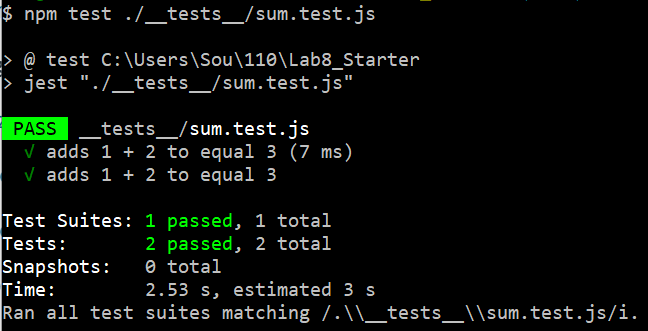 $ npm test ./__tests__/sum.test.js
> @ test C:\Users\Sou\110\Lab8_Starter
> jest "./__tests__/sum.test.js"
PASS __tests__/sum.test.js
√ adds 1 + 2 to equal 3 (7 ms)
√ adds 1 + 2 to equal 3
Test Suites: 1 passed, 1 total
Tests:       2 passed, 2 total
Snapshots:   0 total
Time:        2.53 s, estimated 3 s
Ran all test suites matching /.\\__tests__\\sum.test.js/i.